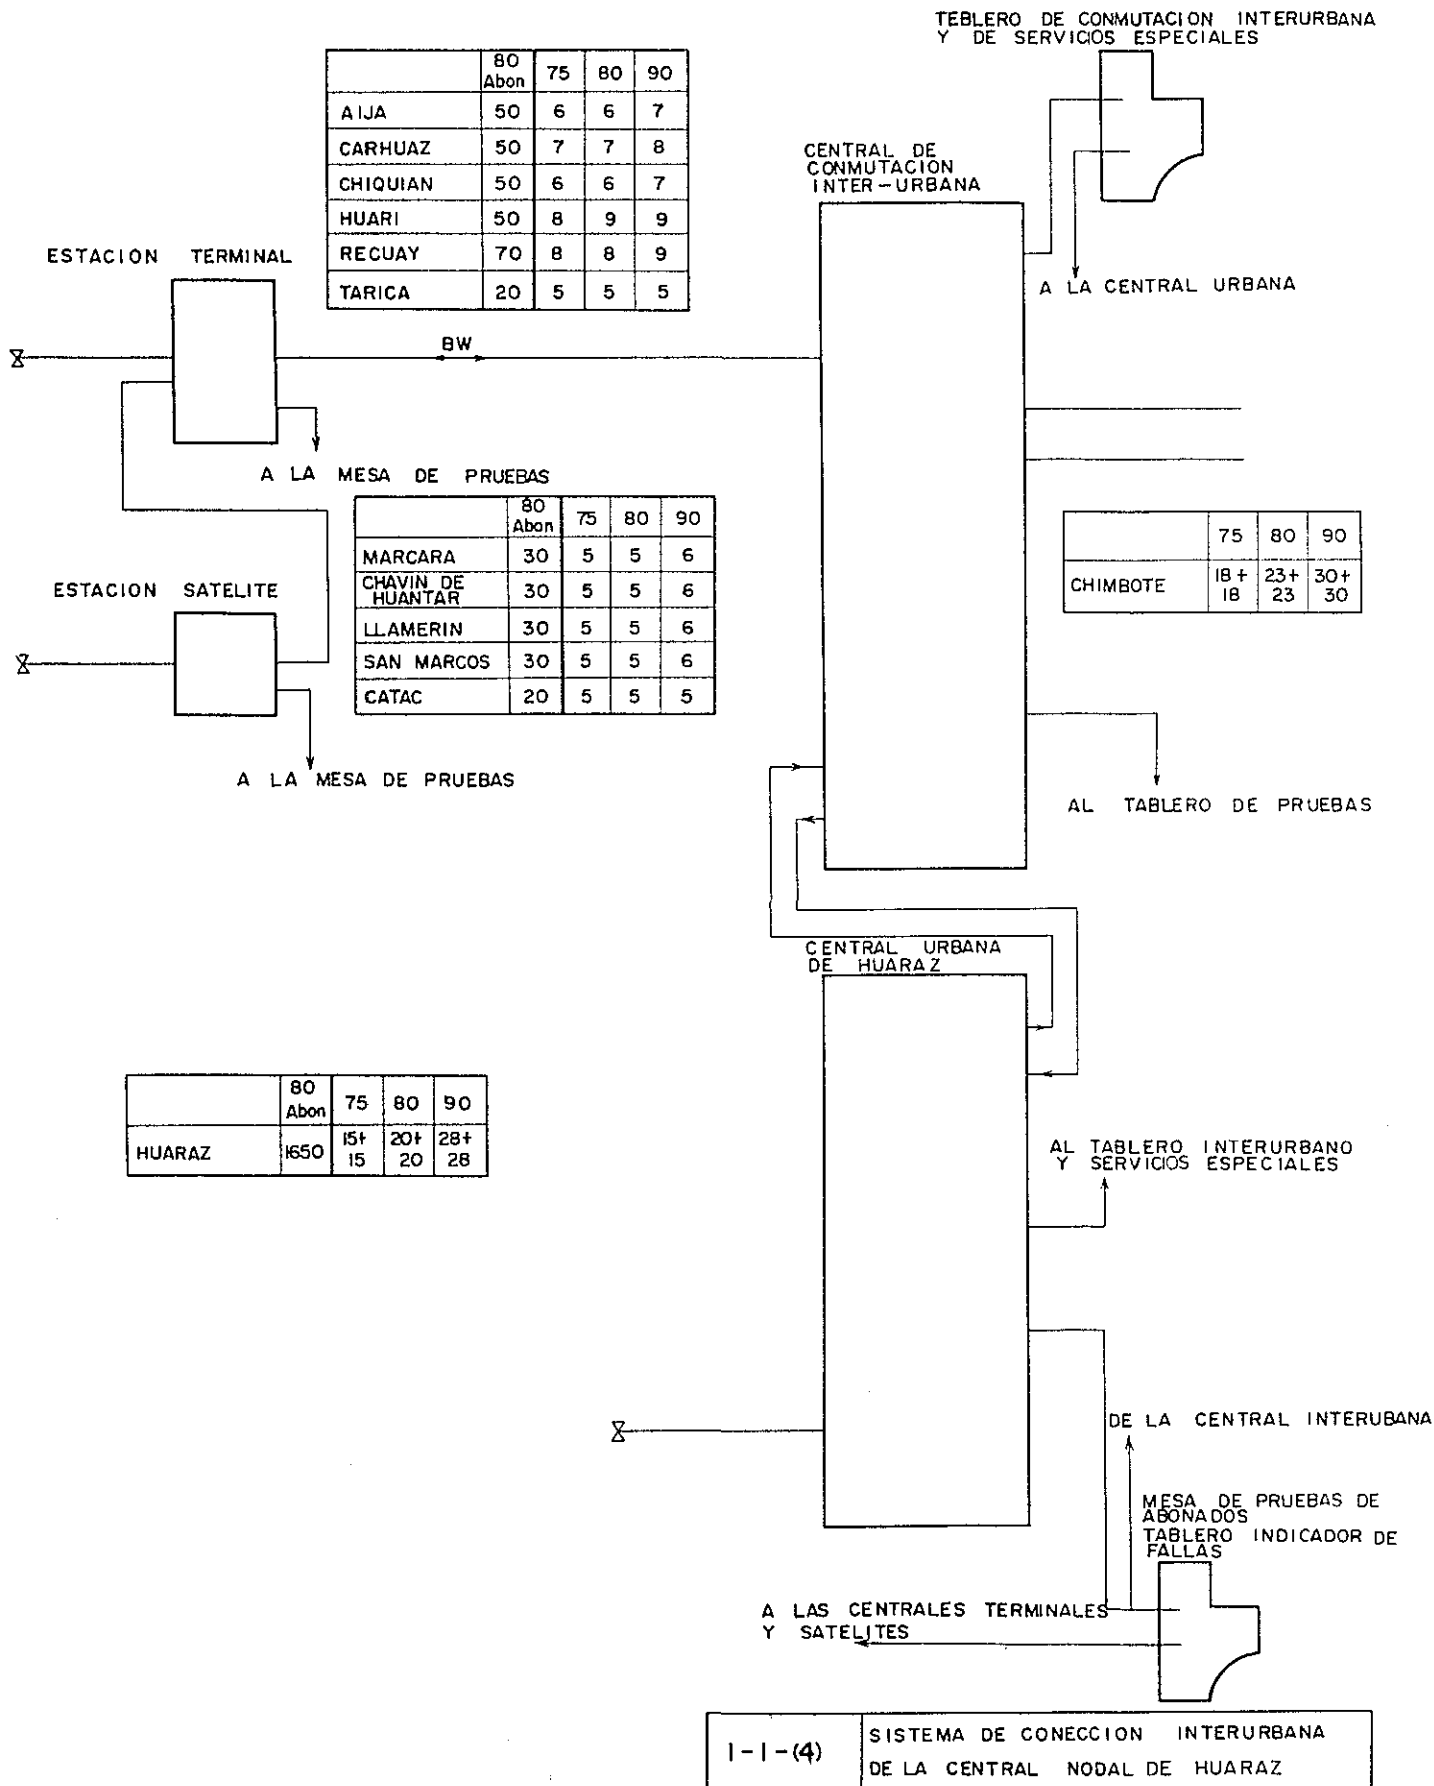 TEBLERO DE CONMUTACION INTERURBANA
Y DE SERVICIOS ESPECIALES
80 Abon 75 80 90
AIJA 50 6 6 7
CARHUAZ 50 7 7 8
CHIQUIAN 50 6 6 7
HUARI 50 8 9 9
RECUAY 70 8 8 9
TARICA 20 5 5 5
CENTRAL DE
CONMUTACION
INTER-URBANA
ESTACION TERMINAL
A LA CENTRAL URBANA
BW
A LA MESA DE PRUEBAS
80 Abon 75 80 90
MARCARA 30 5 5 6
CHAVIN DE HUANTAR 30 5 5 6
LLAMERIN 30 5 5 6
SAN MARCOS 30 5 5 6
CATAC 20 5 5 5
75 80 90
CHIMBOTE 18+18 23+23 30+30
ESTACION SATELITE
A LA MESA DE PRUEBAS
AL TABLERO DE PRUEBAS
CENTRAL URBANA
DE HUARAZ
80 Abon 75 80 90
HUARAZ 1650 15+15 20+20 28+28
AL TABLERO INTERURBANO
Y SERVICIOS ESPECIALES
DE LA CENTRAL INTERUBANA
MESA DE PRUEBAS DE
ABONADOS
TABLERO INDICADOR DE
FALLAS
A LAS CENTRALES TERMINALES
Y SATELITES
1-1-(4)
SISTEMA DE CONECCION INTERURBANA
DE LA CENTRAL NODAL DE HUARAZ